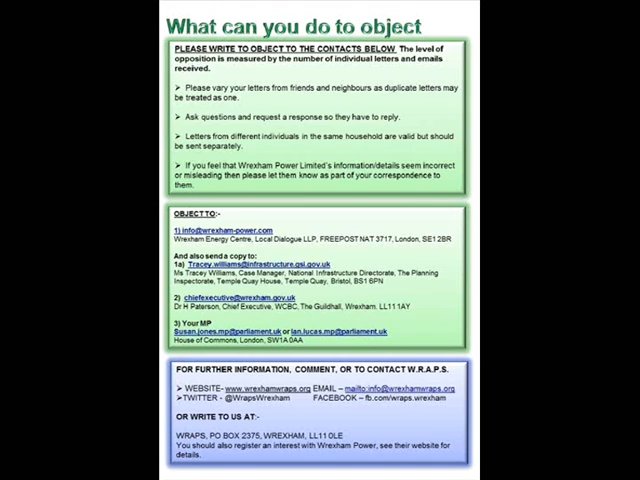 What can you do to object
PLEASE WRITE TO OBJECT TO THE CONTACTS BELOW. The level of
opposition is measured by the number of individual letters and emails
received.
➢ Please vary your letters from friends and neighbours as duplicate letters may
be treated as one.
➢ Ask questions and request a response so they have to reply.
➢ Letters from different individuals in the same household are valid but should
be sent separately.
➢ If you feel that Wrexham Power Limited's information/details seem incorrect
or misleading then please let them know as part of your correspondence to
them.
OBJECT TO:-
1) info@wrexham-power.com
Wrexham Energy Centre, Local Dialogue LLP, FREEPOST NAT 3717, London, SE1 2BR
And also send a copy to:
1a) Tracey.williams@infrastructure.gsi.gov.uk
Ms Tracey Williams, Case Manager, National Infrastructure Directorate, The Planning
Inspectorate, Temple Quay House, Temple Quay, Bristol, BS1 6PN
2) chiefexecutive@wrexham.gov.uk
Dr H Paterson, Chief Executive, WCBC, The Guildhall, Wrexham. LL11 1AY
3) Your MP
Susan.jones.mp@parliament.uk or Ian.lucas.mp@parliament.uk
House of Commons, London, SW1A 0AA
FOR FURTHER INFORMATION, COMMENT, OR TO CONTACT W.R.A.P.S.
➢ WEBSITE- www.wrexhamwraps.org EMAIL – mailto:info@wrexhamwraps.org
➢TWITTER - @WrapsWrexham FACEBOOK – fb.com/wraps.wrexham
OR WRITE TO US AT:-
WRAPS, PO BOX 2375, WREXHAM, LL11 0LE
You should also register an interest with Wrexham Power, see their website for
details.